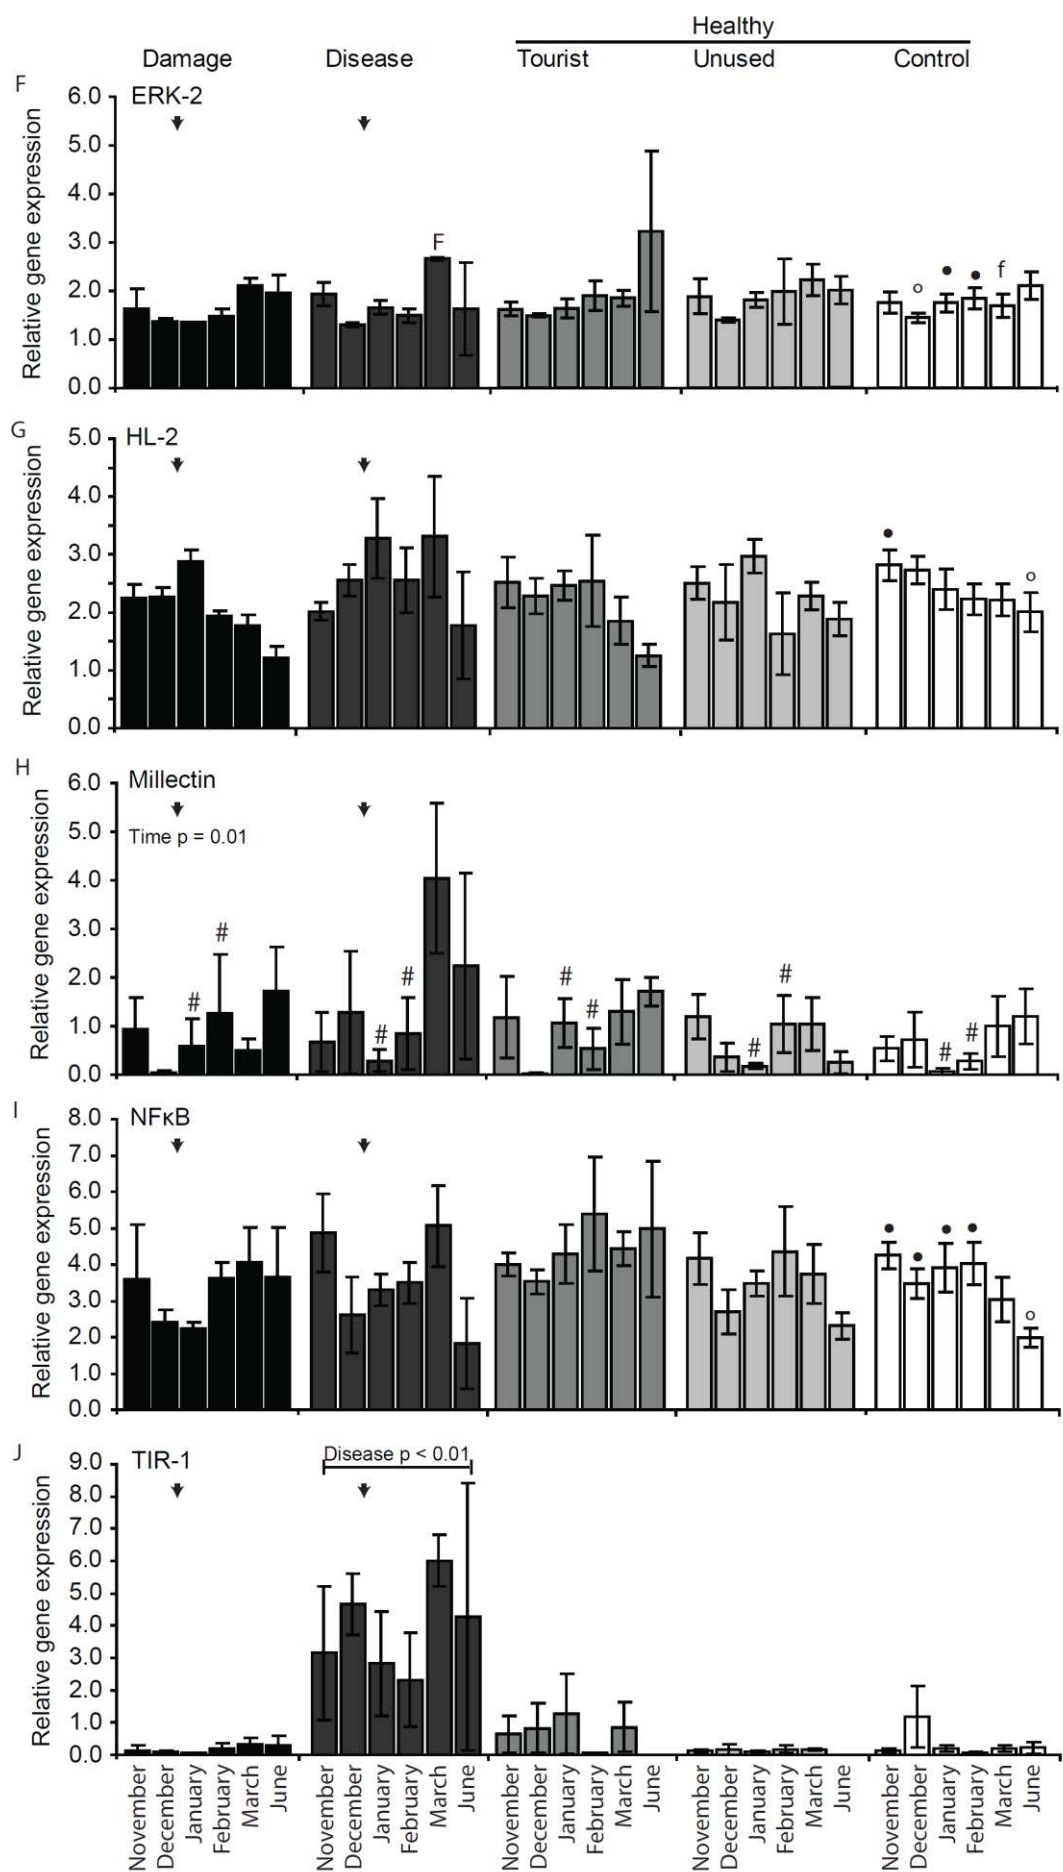 Healthy
Damage Disease Tourist Unused Control
F
ERK-2
Relative gene expression
6.0
5.0
4.0
3.0
2.0
1.0
0.0
F
o ● ● f
G
HL-2
Relative gene expression
5.0
4.0
3.0
2.0
1.0
0.0
● o
H
Millectin
Time p = 0.01
Relative gene expression
6.0
5.0
4.0
3.0
2.0
1.0
0.0
# # # # # # # # # #
I
NFκB
Relative gene expression
8.0
7.0
6.0
5.0
4.0
3.0
2.0
1.0
0.0
● ● ● ● o
J
TIR-1
Disease p < 0.01
Relative gene expression
9.0
8.0
7.0
6.0
5.0
4.0
3.0
2.0
1.0
0.0
November December January February March June
November December January February March June
November December January February March June
November December January February March June
November December January February March June